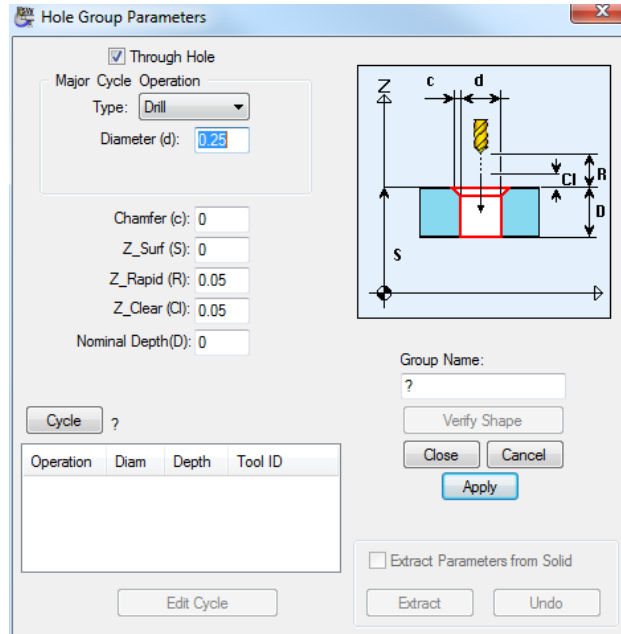 Hole Group Parameters
Through Hole
Major Cycle Operation
Type: Drill
Diameter (d): 0.25
Chamfer (c): 0
Z_Surf (S): 0
Z_Rapid (R): 0.05
Z_Clear (Cl): 0.05
Nominal Depth(D): 0
Z
c d
Cl R
D
S
Group Name:
?
Verify Shape
Close Cancel
Apply
Cycle ?
Operation Diam Depth Tool ID
Edit Cycle
Extract Parameters from Solid
Extract Undo